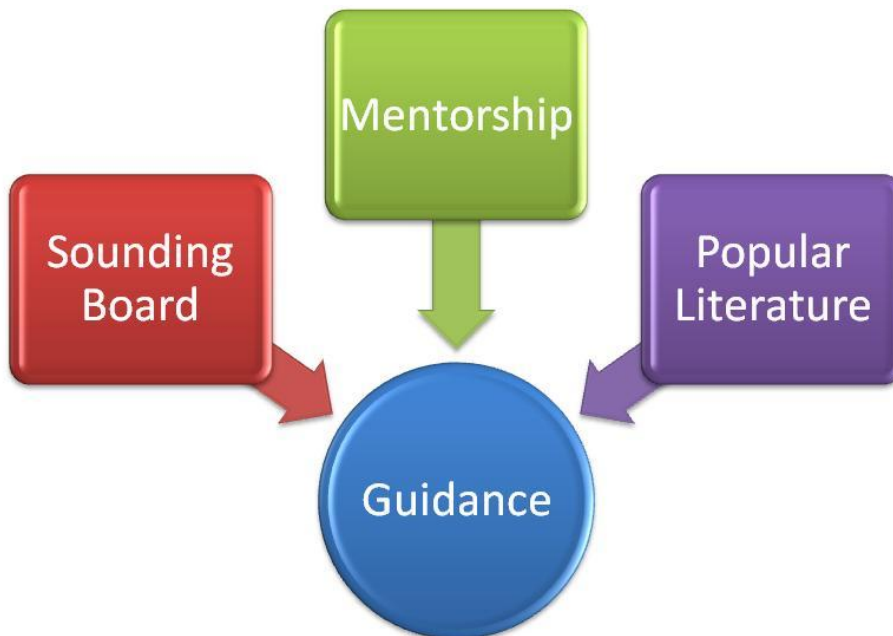 Mentorship
Sounding
Board
Popular
Literature
Guidance